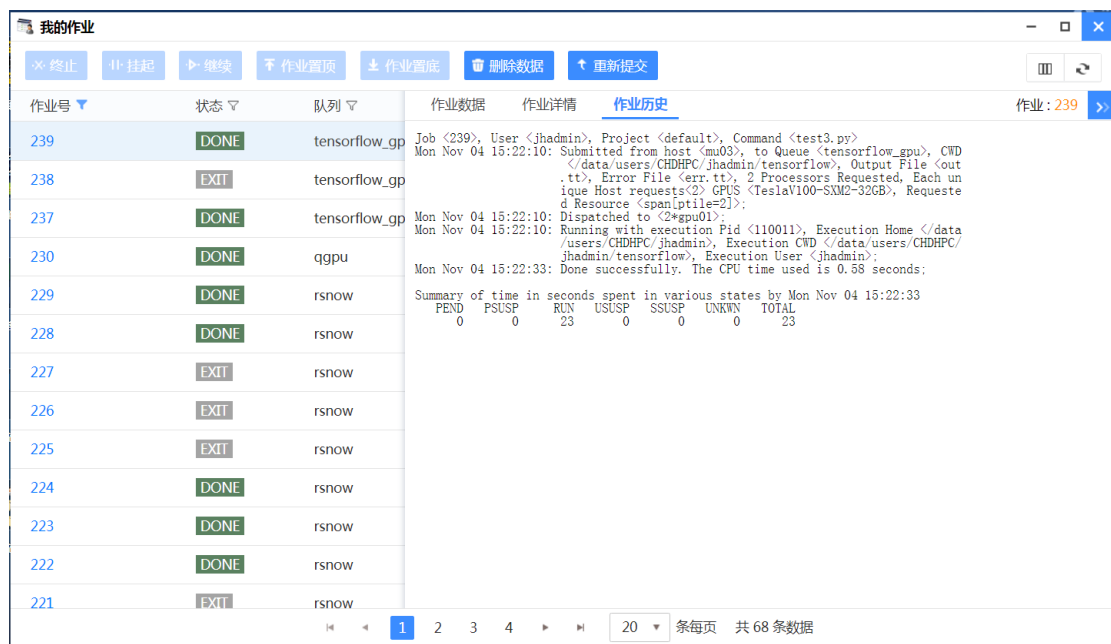 我的作业
终止 挂起 继续 作业置顶 作业置底 删除数据 重新提交
作业号 状态 队列 作业数据 作业详情 作业历史 作业 : 239
239 DONE tensorflow_gp
238 EXIT tensorflow_gp
237 DONE tensorflow_gp
230 DONE qgpu
229 DONE rsnow
228 DONE rsnow
227 EXIT rsnow
226 EXIT rsnow
225 EXIT rsnow
224 DONE rsnow
223 DONE rsnow
222 DONE rsnow
221 EXIT rsnow
Job <239>, User <jhadmin>, Project <default>, Command <test3.py>
Mon Nov 04 15:22:10: Submitted from host <mu03>, to Queue <tensorflow_gpu>, CWD
</data/users/CHDHPC/jhadmin/tensorflow>, Output File <out
.tt>, Error File <err.tt>, 2 Processors Requested, Each un
ique Host requests<2> GPUS <TeslaV100-SXM2-32GB>, Requeste
d Resource <span[ptile=2]>;
Mon Nov 04 15:22:10: Dispatched to <2*gpu01>;
Mon Nov 04 15:22:10: Running with execution Pid <110011>, Execution Home </data
/users/CHDHPC/jhadmin>, Execution CWD </data/users/CHDHPC/
jhadmin/tensorflow>, Execution User <jhadmin>;
Mon Nov 04 15:22:33: Done successfully. The CPU time used is 0.58 seconds;
Summary of time in seconds spent in various states by Mon Nov 04 15:22:33
PEND PSUSP RUN USUSP SSUSP UNKWN TOTAL
0 0 23 0 0 0 23
1 2 3 4 20 条每页 共 68 条数据